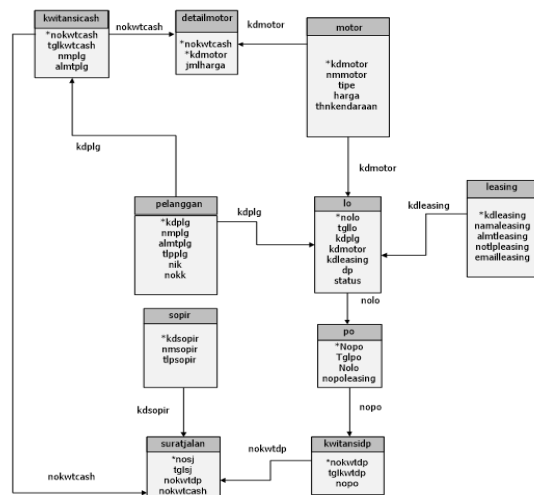 kwitansicash
*nokwtcash
tglkwtcash
nmplg
almtplg
nokwtcash
detailmotor
*nokwtcash
*kdmotor
jmlharga
kdmotor
motor
*kdmotor
nmmotor
tipe
harga
thnkendaraan
kdplg
kdmotor
pelanggan
*kdplg
nmplg
almtplg
tlpplg
nik
nokk
kdplg
lo
*nolo
tgllo
kdplg
kdmotor
kdleasing
dp
status
kdleasing
leasing
*kdleasing
namaleasing
almtleasing
notlpleasing
emailleasing
nolo
sopir
*kdsopir
nmsopir
tlpsopir
po
*Nopo
Tglpo
Nolo
nopoleasing
kdsopir
nopo
suratjalan
*nosj
tglsj
nokwtdp
nokwtcash
nokwtdp
kwitansidp
*nokwtdp
tglkwtdp
nopo
nokwtcash